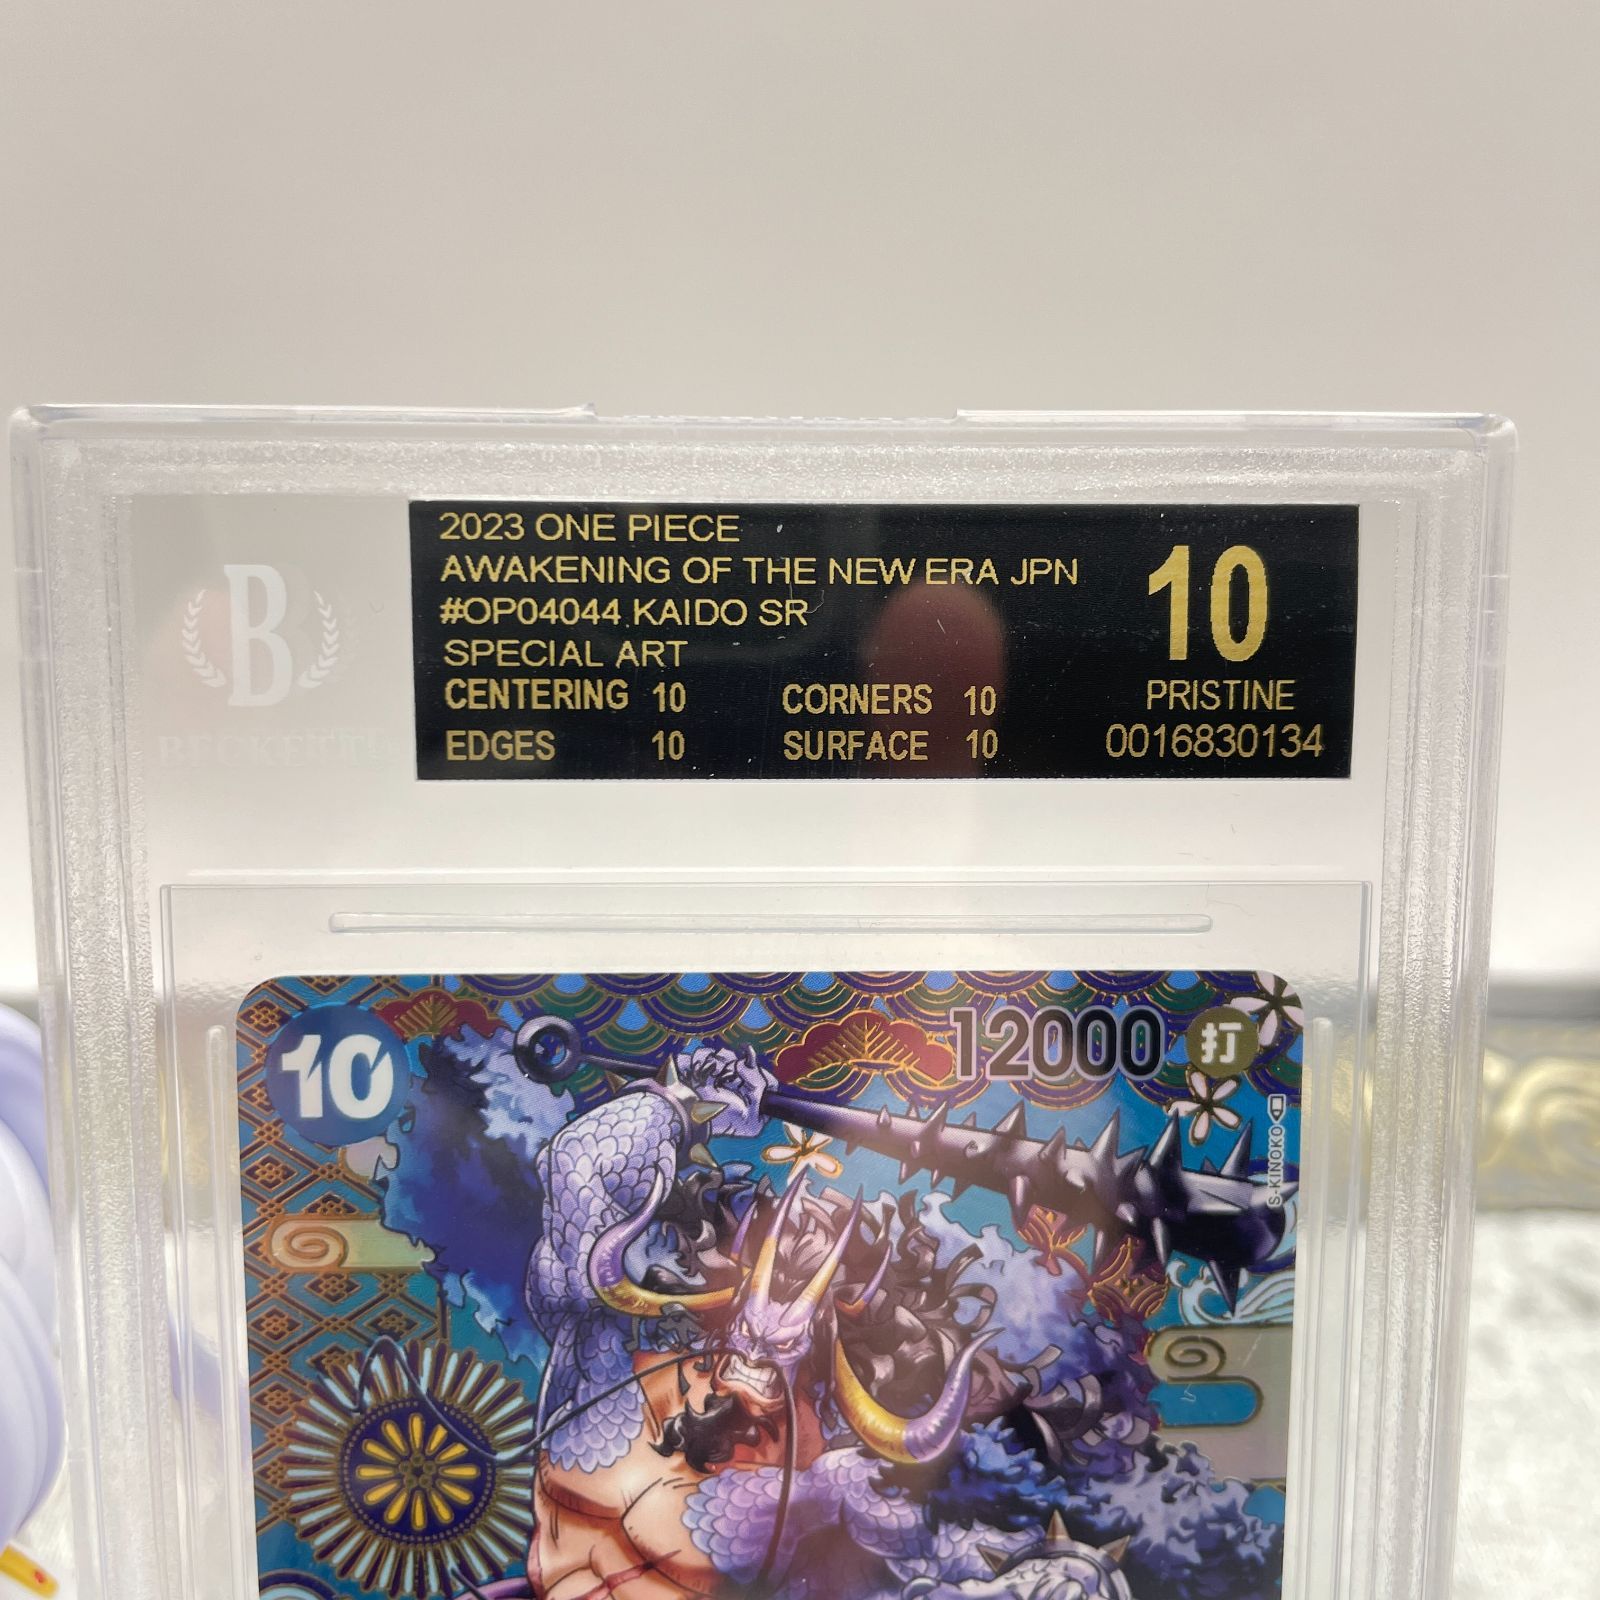 2023 ONE PIECE
AWAKENING OF THE NEW ERA JPN
#OP04044 KAIDO SR
SPECIAL ART
CENTERING 10 CORNERS 10
EDGES 10 SURFACE 10
10
PRISTINE
0016830134
B
BECKETT
10
12000
打
S-KINOKO